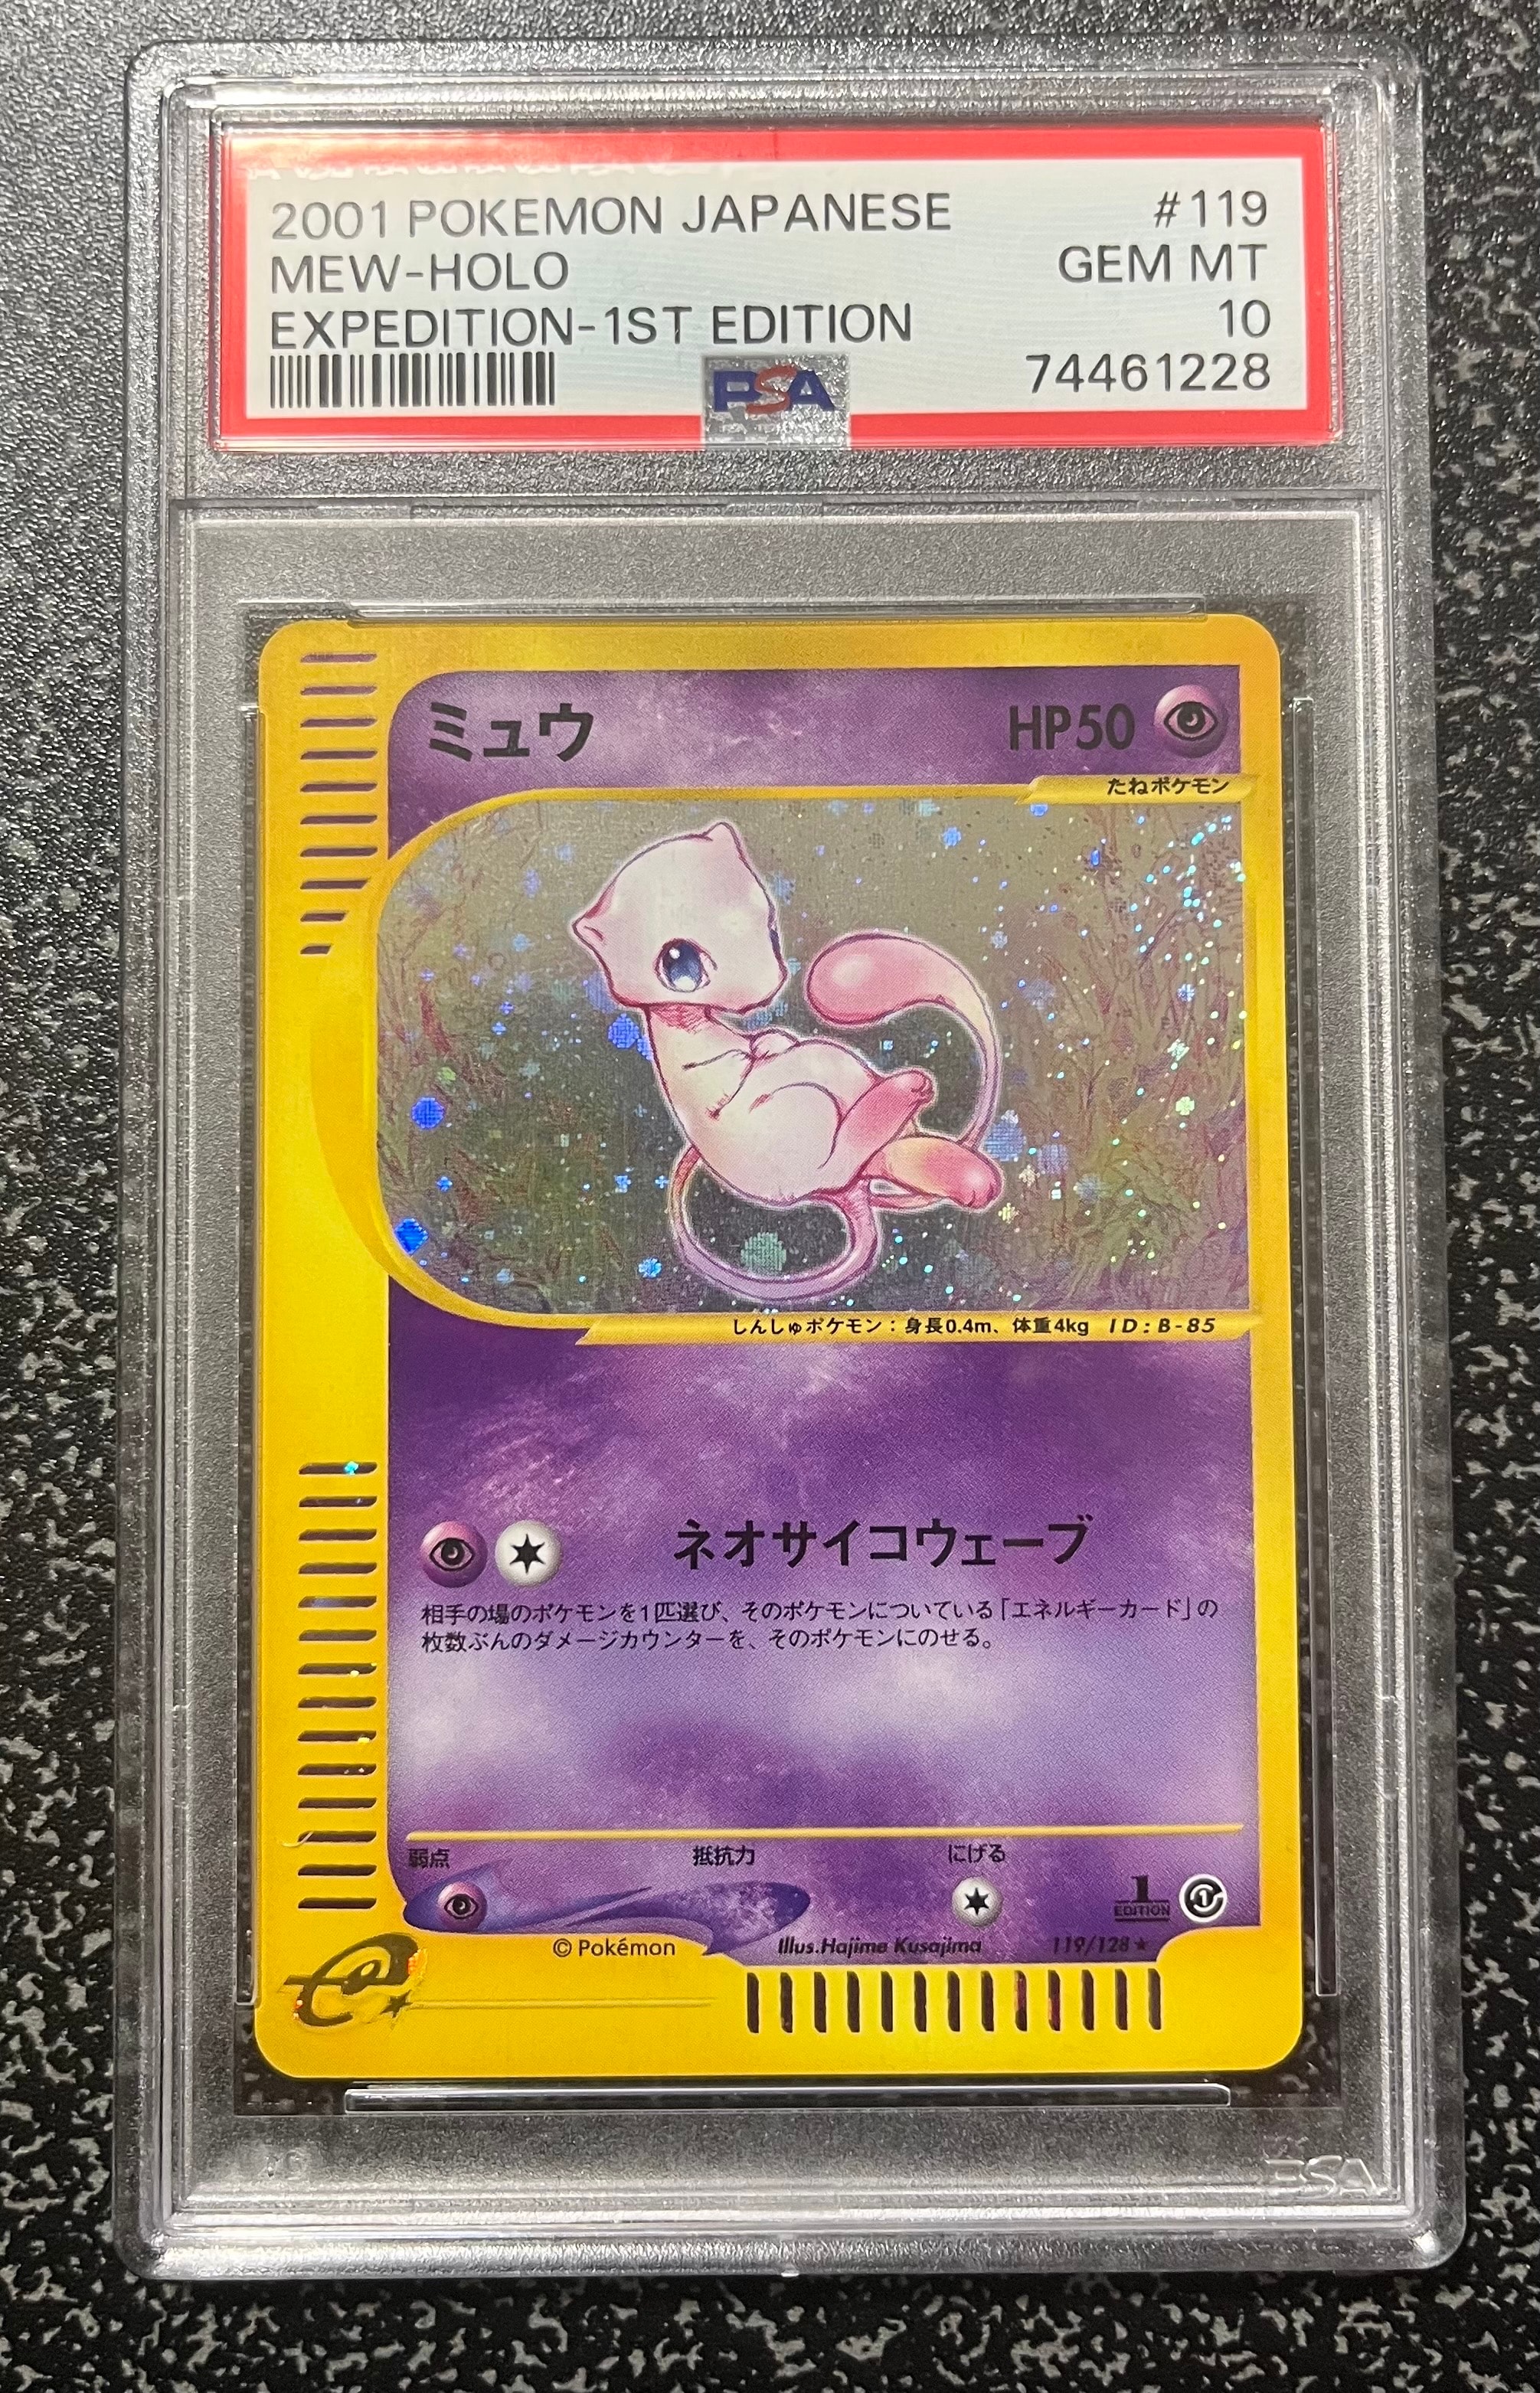 2001 POKEMON JAPANESE #119
MEW-HOLO GEM MT
EXPEDITION-1ST EDITION 10
PSA 74461228
ミュウ HP50
たねポケモン
しんしゅポケモン：身長0.4m、体重4kg ID:B-85
ネオサイコウェーブ
相手の場のポケモンを1匹選び、そのポケモンについている「エネルギーカード」の
枚数ぶんのダメージカウンターを、そのポケモンにのせる。
弱点 抵抗力 にげる
1 EDITION 1
© Pokémon Illus.Hajime Kusajima 119/128★
e
PSA